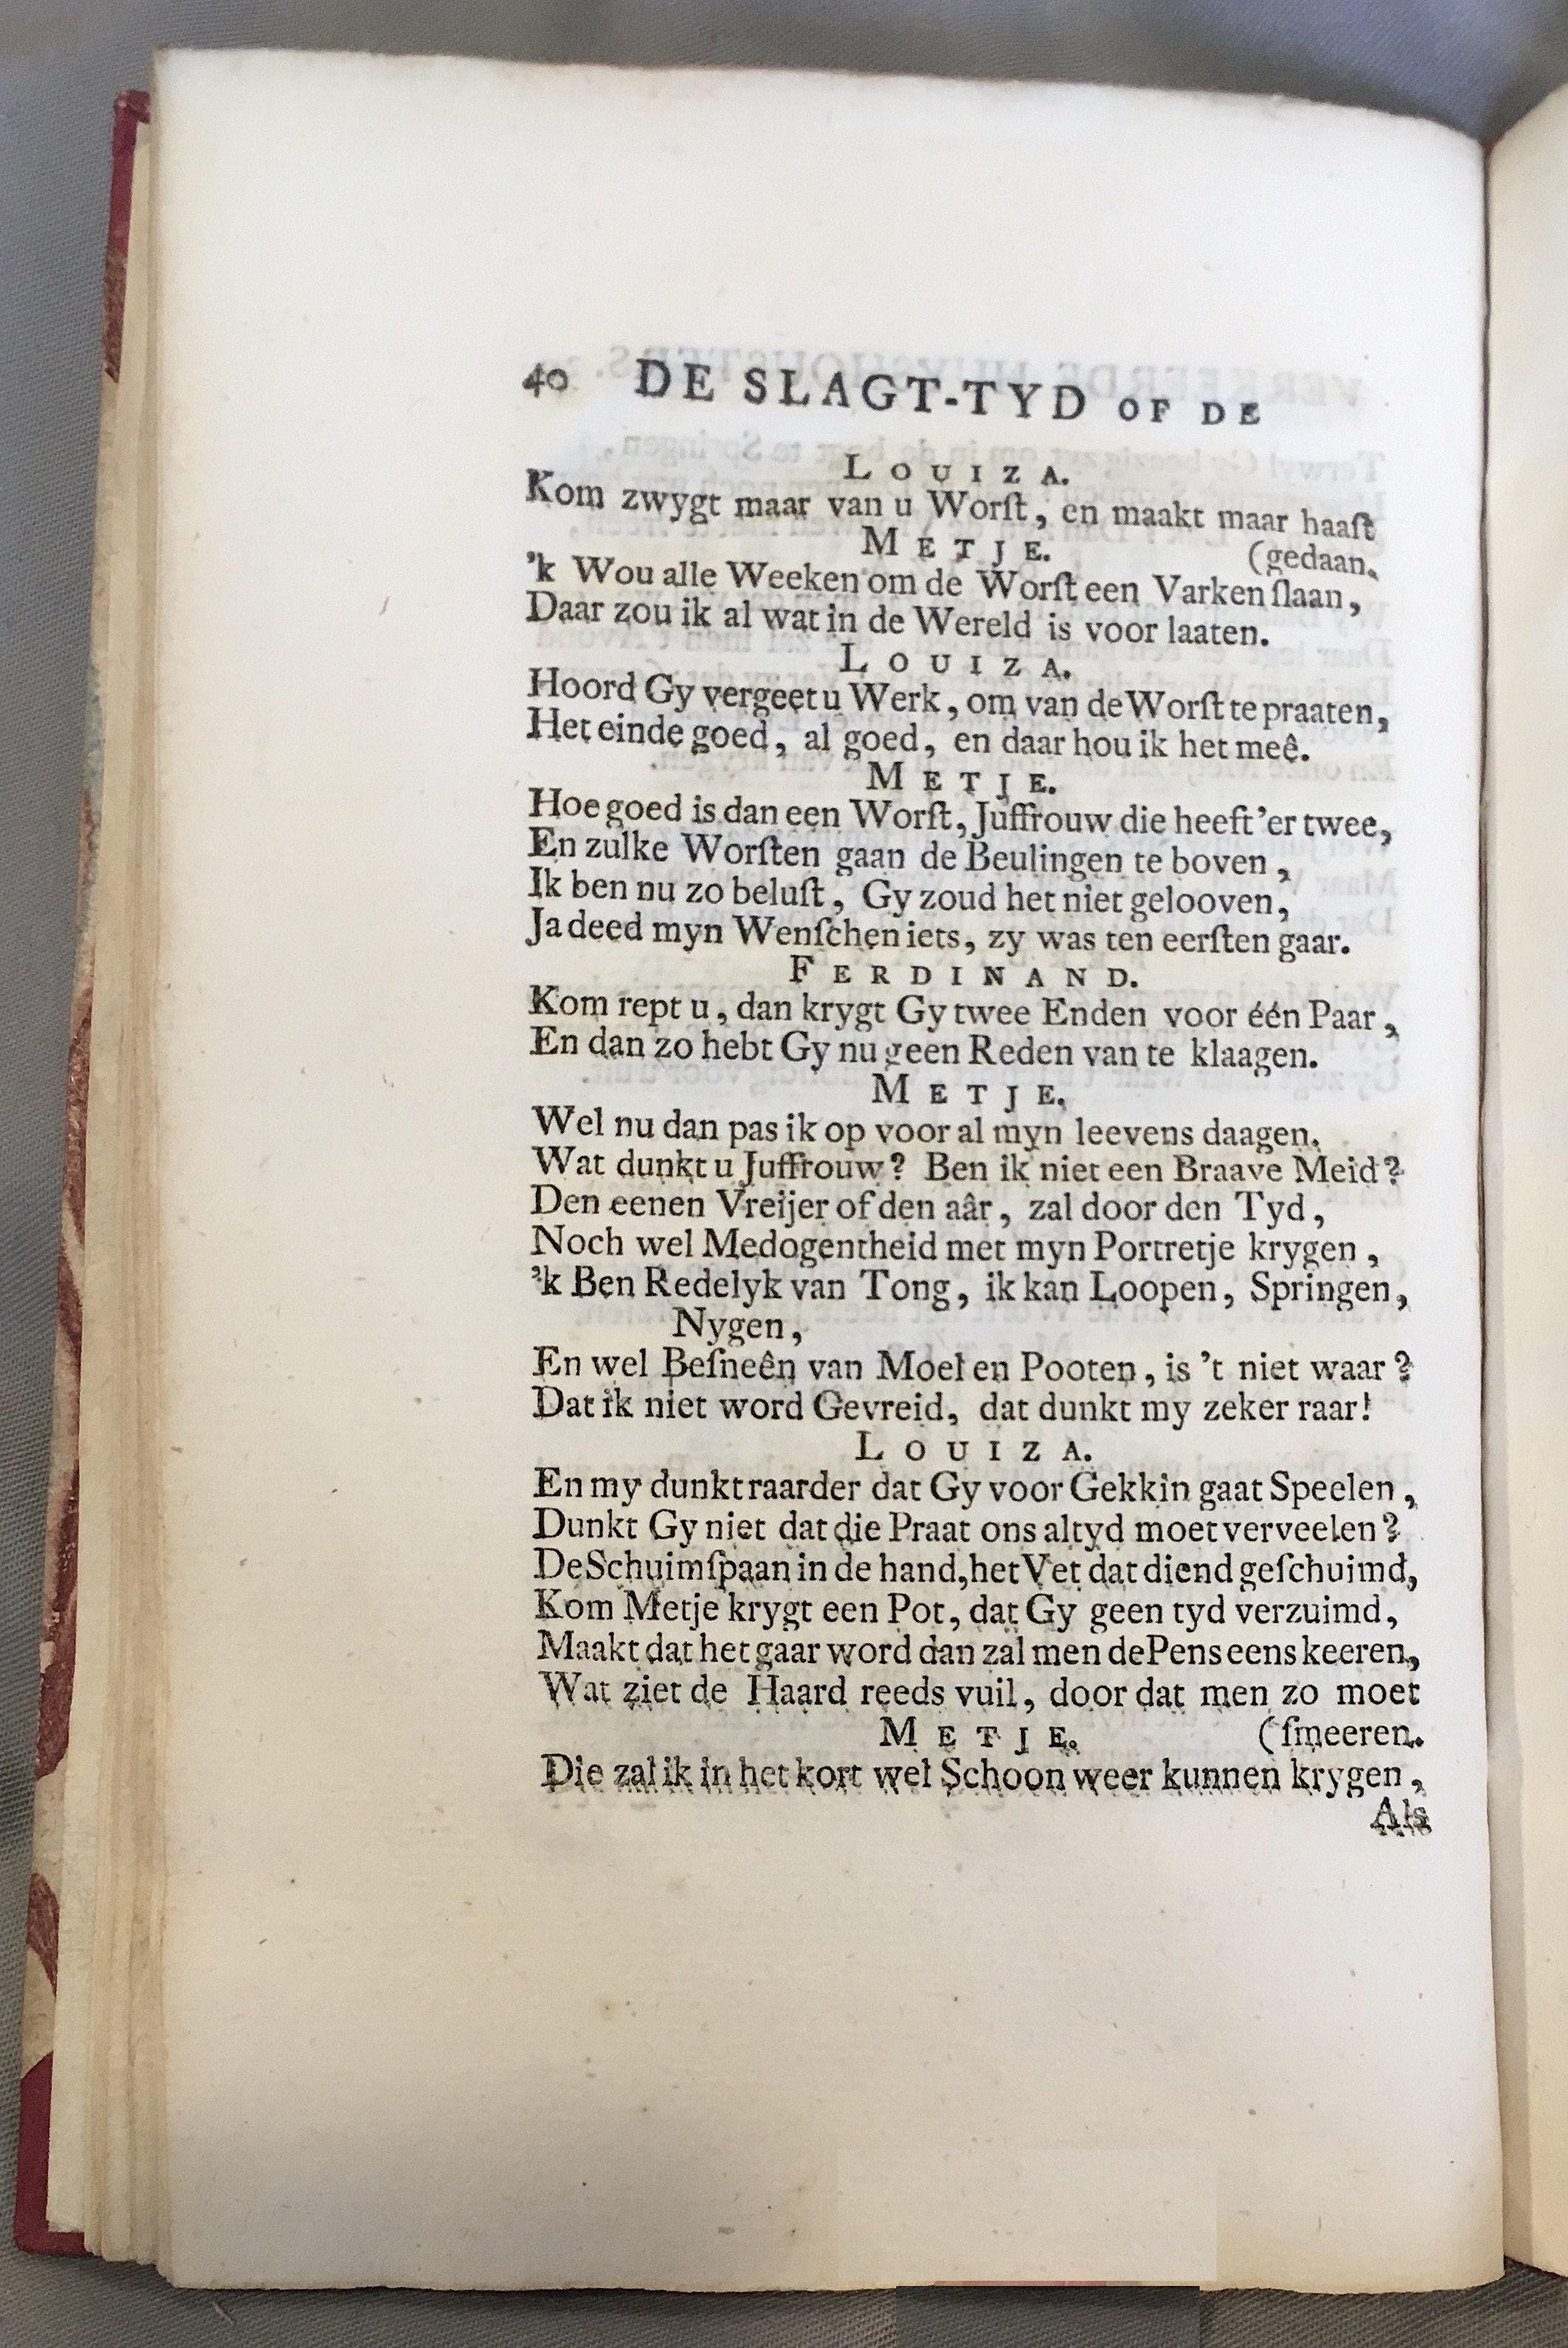 40 DE SLAGT-TYD OF DE
LOUIZA.
Kom zwygt maar van u Worſt, en maakt maar haaſt
METJE. (gedaan.
'k Wou alle Weeken om de Worſt een Varken ſlaan,
Daar zou ik al wat in de Wereld is voor laaten.
LOUIZA.
Hoord Gy vergeet u Werk, om van de Worſt te praaten,
Het einde goed, al goed, en daar hou ik het meê.
METJE.
Hoe goed is dan een Worſt, Juffrouw die heeft 'er twee,
En zulke Worſten gaan de Beulingen te boven,
Ik ben nu zo beluſt, Gy zoud het niet gelooven,
Ja deed myn Wenſchen iets, zy was ten eerſten gaar.
FERDINAND.
Kom rept u, dan krygt Gy twee Enden voor één Paar,
En dan zo hebt Gy nu geen Reden van te klaagen.
METJE.
Wel nu dan pas ik op voor al myn leevens daagen.
Wat dunkt u Juffrouw? Ben ik niet een Braave Meid?
Den eenen Vreijer of den aâr, zal door den Tyd,
Noch wel Medogentheid met myn Portretje krygen,
'k Ben Redelyk van Tong, ik kan Loopen, Springen,
Nygen,
En wel Beſneên van Moel en Pooten, is 't niet waar?
Dat ik niet word Gevreid, dat dunkt my zeker raar!
LOUIZA.
En my dunkt raarder dat Gy voor Gekkin gaat Speelen,
Dunkt Gy niet dat die Praat ons altyd moet verveelen?
De Schuimſpaan in de hand, het Vet dat diend geſchuimd,
Kom Metje krygt een Pot, dat Gy geen tyd verzuimd,
Maakt dat het gaar word dan zal men de Pens eens keeren,
Wat ziet de Haard reeds vuil, door dat men zo moet
METJE. (ſmeeren.
Die zal ik in het kort wel Schoon weer kunnen krygen,
Als